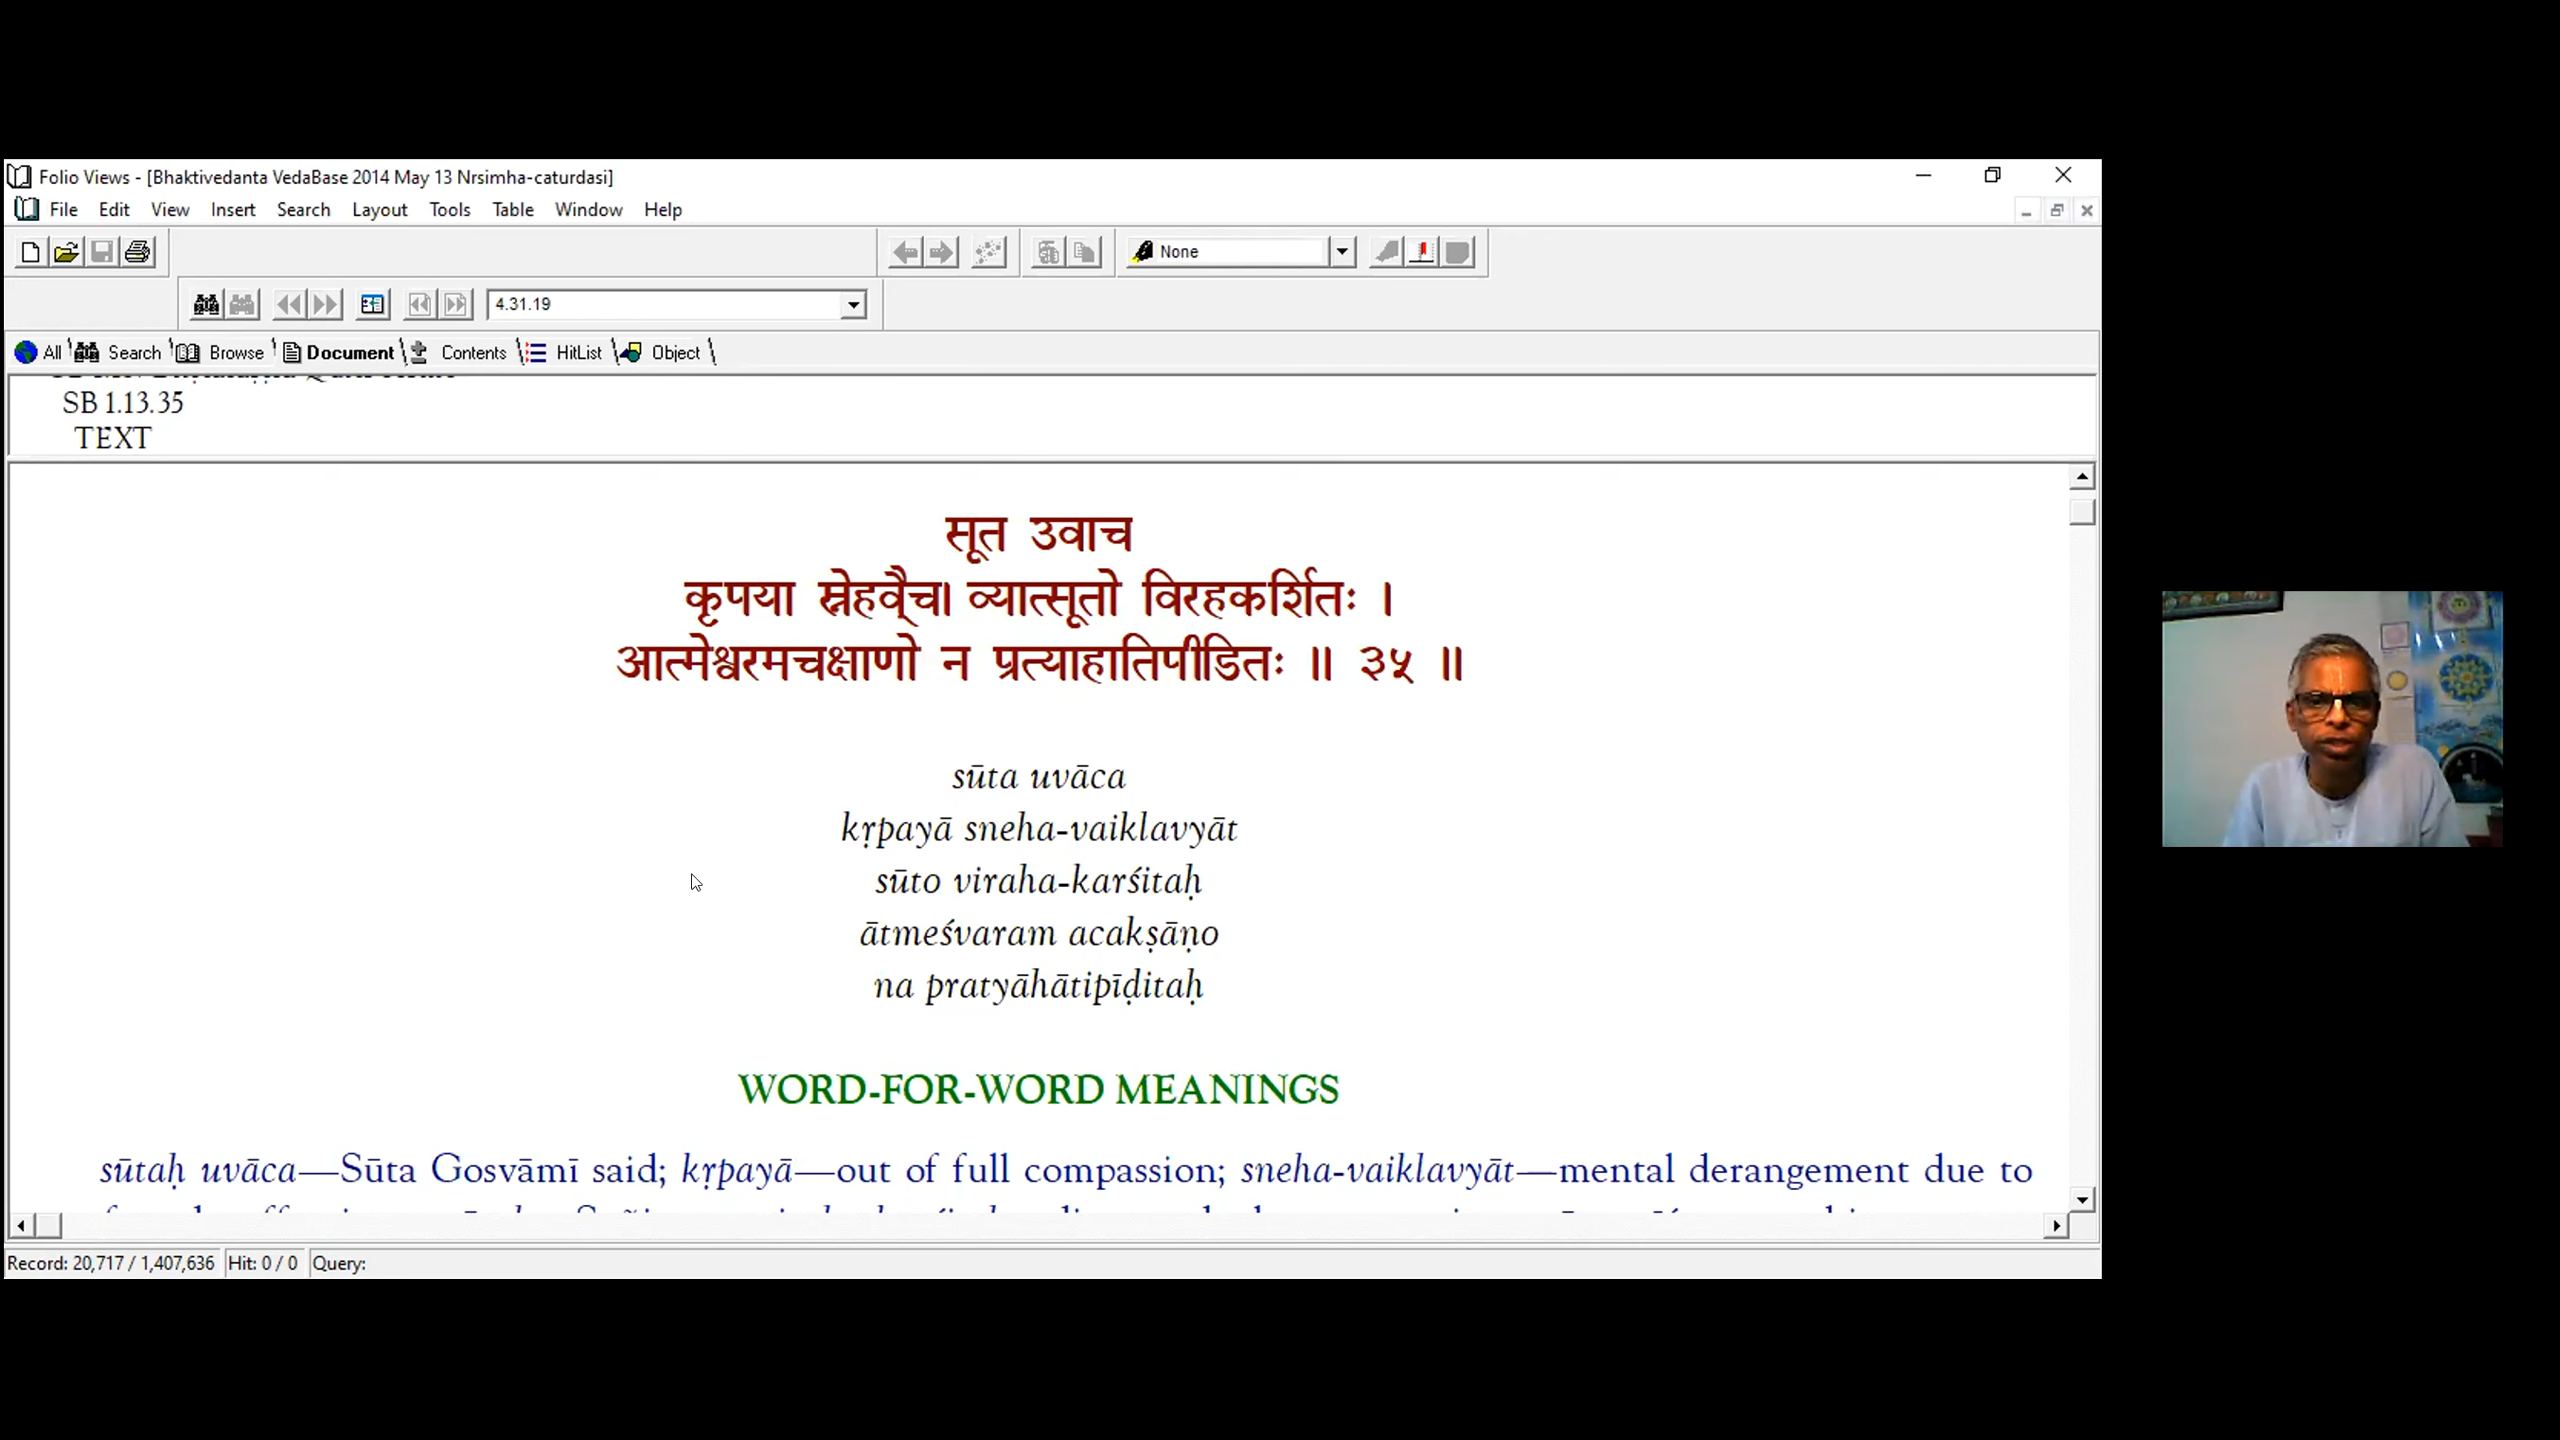 Folio Views - [Bhaktivedanta VedaBase 2014 May 13 Nrsimha-caturdasi]
File Edit View Insert Search Layout Tools Table Window Help
None
4.31.19
All Search Browse Document Contents HitList Object
SB 1.13.35
TEXT
सूत उवाच
कृपया स्नेहवै्च। व्यात्सूतो विरहकर्शितः ।
आत्मेश्वरमचक्षाणो न प्रत्याहातिपीडितः ॥ ३५ ॥
sūta uvāca
kṛpayā sneha-vaiklavyāt
sūto viraha-karśitaḥ
ātmeśvaram acakṣāṇo
na pratyāhātipīḍitaḥ
WORD-FOR-WORD MEANINGS
sūtaḥ uvāca—Sūta Gosvāmī said; kṛpayā—out of full compassion; sneha-vaiklavyāt—mental derangement due to
Record: 20,717 / 1,407,636 Hit: 0 / 0 Query: